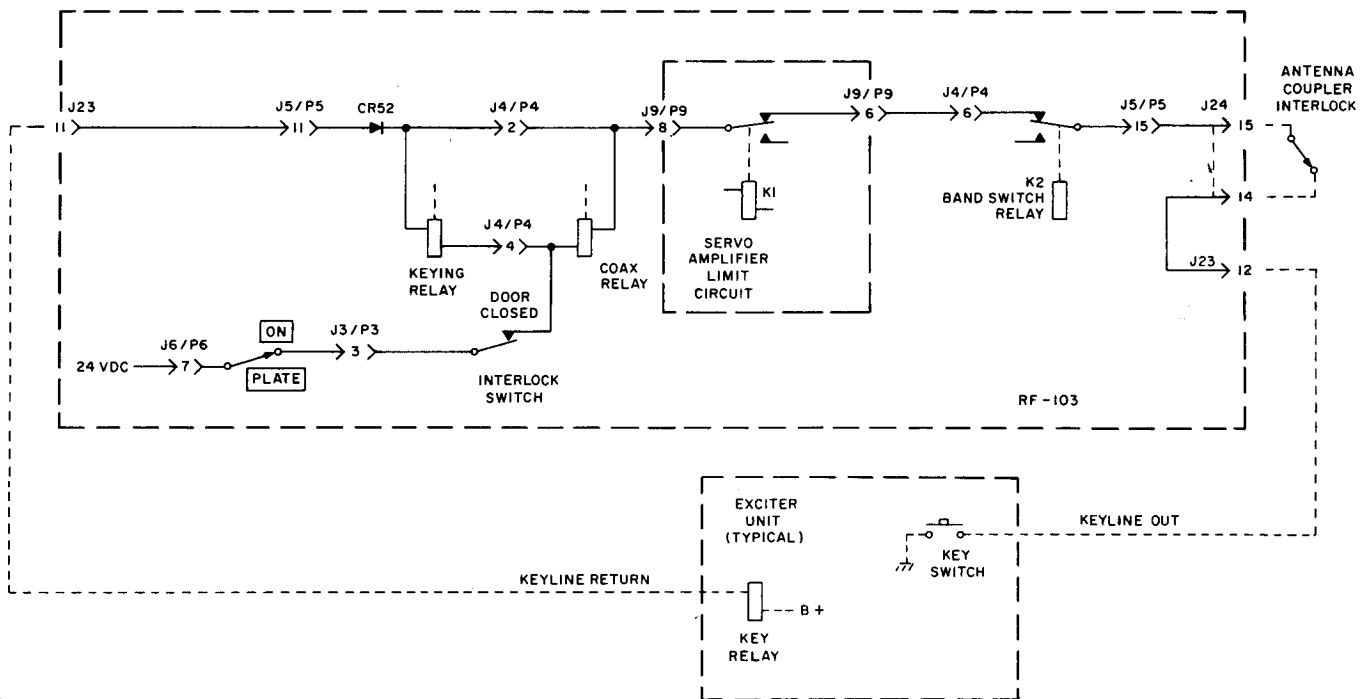 ANTENNA
COUPLER
INTERLOCK
J23
J5/P5
CR52
J4/P4
J9/P9
J9/P9
J4/P4
J5/P5
J24
11
11
2
8
6
6
15
15
K1
K2
BAND SWITCH
RELAY
14
J4/P4
4
KEYING
RELAY
COAX
RELAY
SERVO
AMPLIFIER
LIMIT
CIRCUIT
J23
12
DOOR
CLOSED
ON
J6/P6
J3/P3
24 VDC
7
3
PLATE
INTERLOCK
SWITCH
RF-103
EXCITER
UNIT
(TYPICAL)
KEYLINE OUT
KEY
SWITCH
KEYLINE RETURN
B+
KEY
RELAY